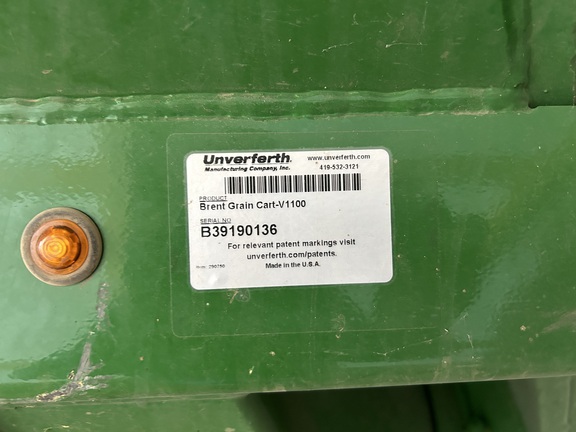 Unverferth
Manufacturing Company, Inc.
www.unverferth.com
419-532-3121
PRODUCT
Brent Grain Cart-V1100
SERIAL NO
B39190136
For relevant patent markings visit
unverferth.com/patents.
Made in the U.S.A.